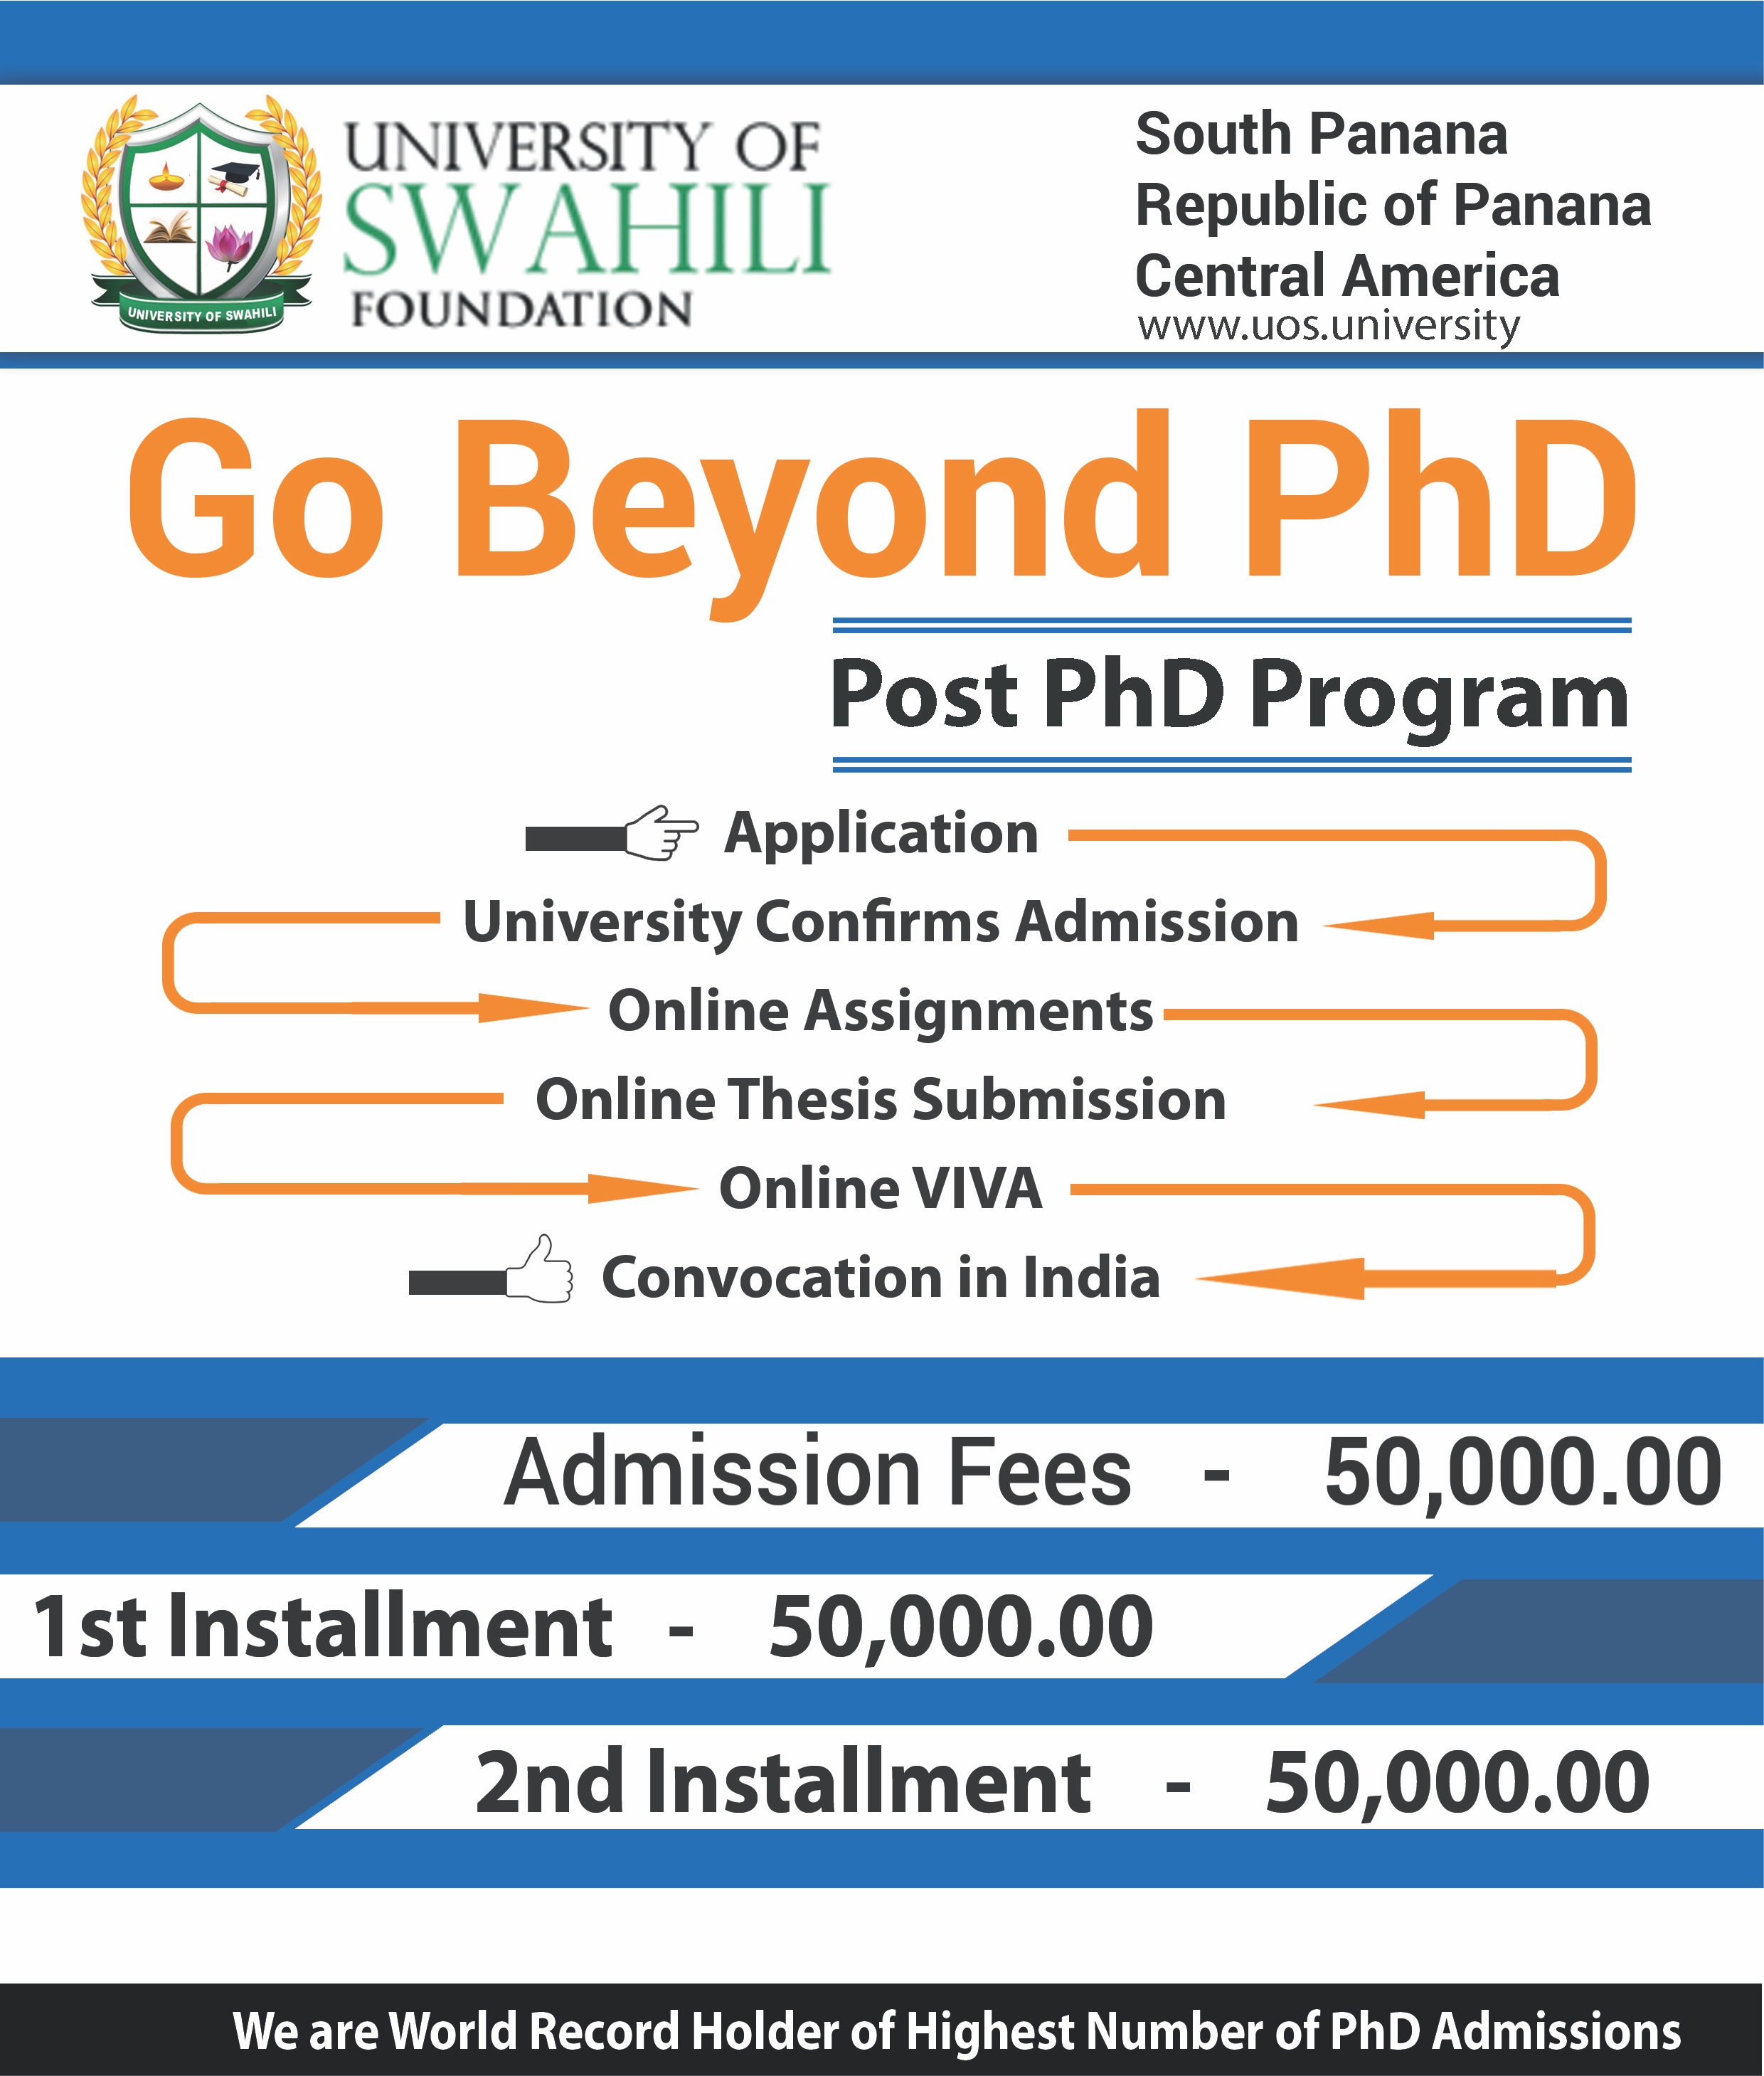 UNIVERSITY OF
SWAHILI
FOUNDATION
UNIVERSITY OF SWAHILI
South Panana
Republic of Panana
Central America
www.uos.university
Go Beyond PhD
Post PhD Program
Application
University Confirms Admission
Online Assignments
Online Thesis Submission
Online VIVA
Convocation in India
Admission Fees - 50,000.00
1st Installment - 50,000.00
2nd Installment - 50,000.00
We are World Record Holder of Highest Number of PhD Admissions